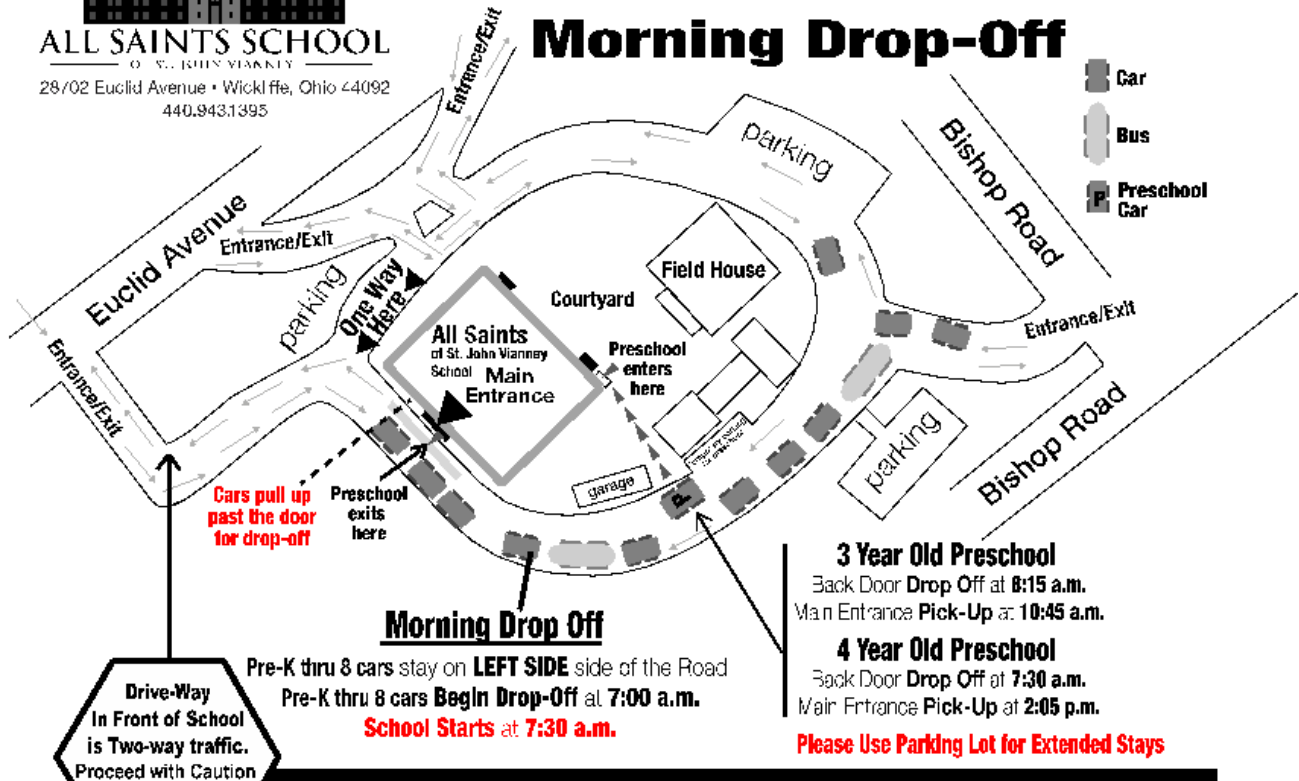 ALL SAINTS SCHOOL
OF ST. JOHN VIANNEY
28702 Euclid Avenue • Wickliffe, Ohio 44092
440.943.1395
Morning Drop-Off
Car
Bus
Preschool
Car
P
Entrance/Exit
parking
Bishop Road
Euclid Avenue
Entrance/Exit
parking
One Way
Here
Field House
Courtyard
Entrance/Exit
All Saints
of St. John Vianney
School
Main
Entrance
Preschool
enters
here
Entrance/Exit
parking
Bishop Road
garage
P
Cars pull up
past the door
for drop-off
Preschool
exits
here
Morning Drop Off
Pre-K thru 8 cars stay on LEFT SIDE side of the Road
Pre-K thru 8 cars Begin Drop-Off at 7:00 a.m.
School Starts at 7:30 a.m.
3 Year Old Preschool
Back Door Drop Off at 8:15 a.m.
Main Entrance Pick-Up at 10:45 a.m.
4 Year Old Preschool
Back Door Drop Off at 7:30 a.m.
Main Entrance Pick-Up at 2:05 p.m.
Please Use Parking Lot for Extended Stays
Drive-Way
In Front of School
is Two-way traffic.
Proceed with Caution